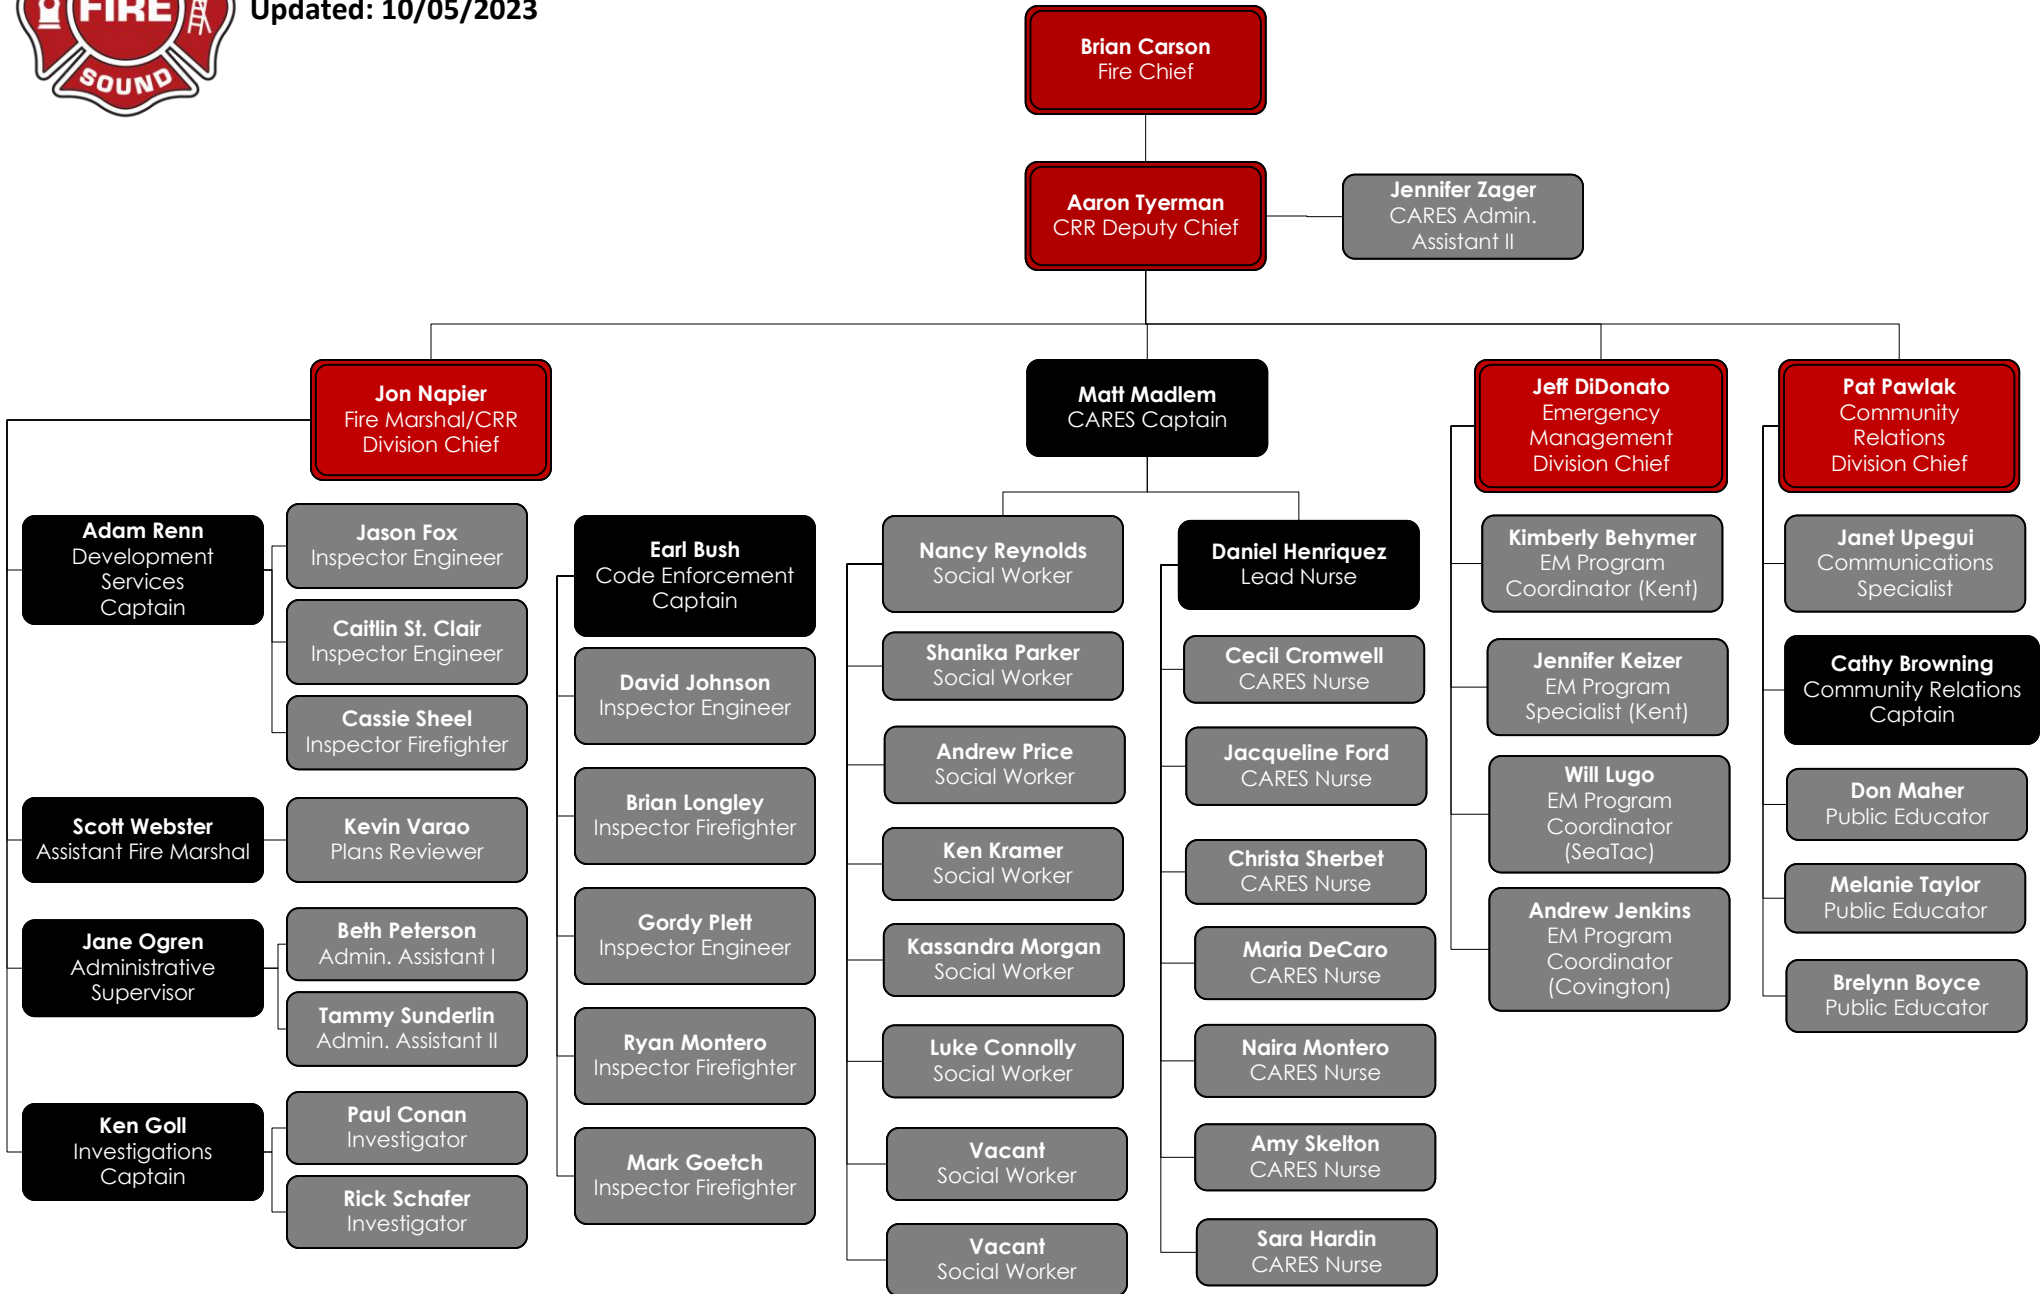 FIRE
SOUND
Updated: 10/05/2023
Brian Carson
Fire Chief
Aaron Tyerman
CRR Deputy Chief
Jennifer Zager
CARES Admin.
Assistant II
Jon Napier
Fire Marshal/CRR
Division Chief
Matt Madlem
CARES Captain
Jeff DiDonato
Emergency
Management
Division Chief
Pat Pawlak
Community
Relations
Division Chief
Adam Renn
Development
Services
Captain
Jason Fox
Inspector Engineer
Caitlin St. Clair
Inspector Engineer
Cassie Sheel
Inspector Firefighter
Scott Webster
Assistant Fire Marshal
Kevin Varao
Plans Reviewer
Jane Ogren
Administrative
Supervisor
Beth Peterson
Admin. Assistant I
Tammy Sunderlin
Admin. Assistant II
Ken Goll
Investigations
Captain
Paul Conan
Investigator
Rick Schafer
Investigator
Earl Bush
Code Enforcement
Captain
David Johnson
Inspector Engineer
Brian Longley
Inspector Firefighter
Gordy Plett
Inspector Engineer
Ryan Montero
Inspector Firefighter
Mark Goetch
Inspector Firefighter
Nancy Reynolds
Social Worker
Shanika Parker
Social Worker
Andrew Price
Social Worker
Ken Kramer
Social Worker
Kassandra Morgan
Social Worker
Luke Connolly
Social Worker
Vacant
Social Worker
Vacant
Social Worker
Daniel Henriquez
Lead Nurse
Cecil Cromwell
CARES Nurse
Jacqueline Ford
CARES Nurse
Christa Sherbet
CARES Nurse
Maria DeCaro
CARES Nurse
Naira Montero
CARES Nurse
Amy Skelton
CARES Nurse
Sara Hardin
CARES Nurse
Kimberly Behymer
EM Program
Coordinator (Kent)
Jennifer Keizer
EM Program
Specialist (Kent)
Will Lugo
EM Program
Coordinator
(SeaTac)
Andrew Jenkins
EM Program
Coordinator
(Covington)
Janet Upegui
Communications
Specialist
Cathy Browning
Community Relations
Captain
Don Maher
Public Educator
Melanie Taylor
Public Educator
Brelynn Boyce
Public Educator